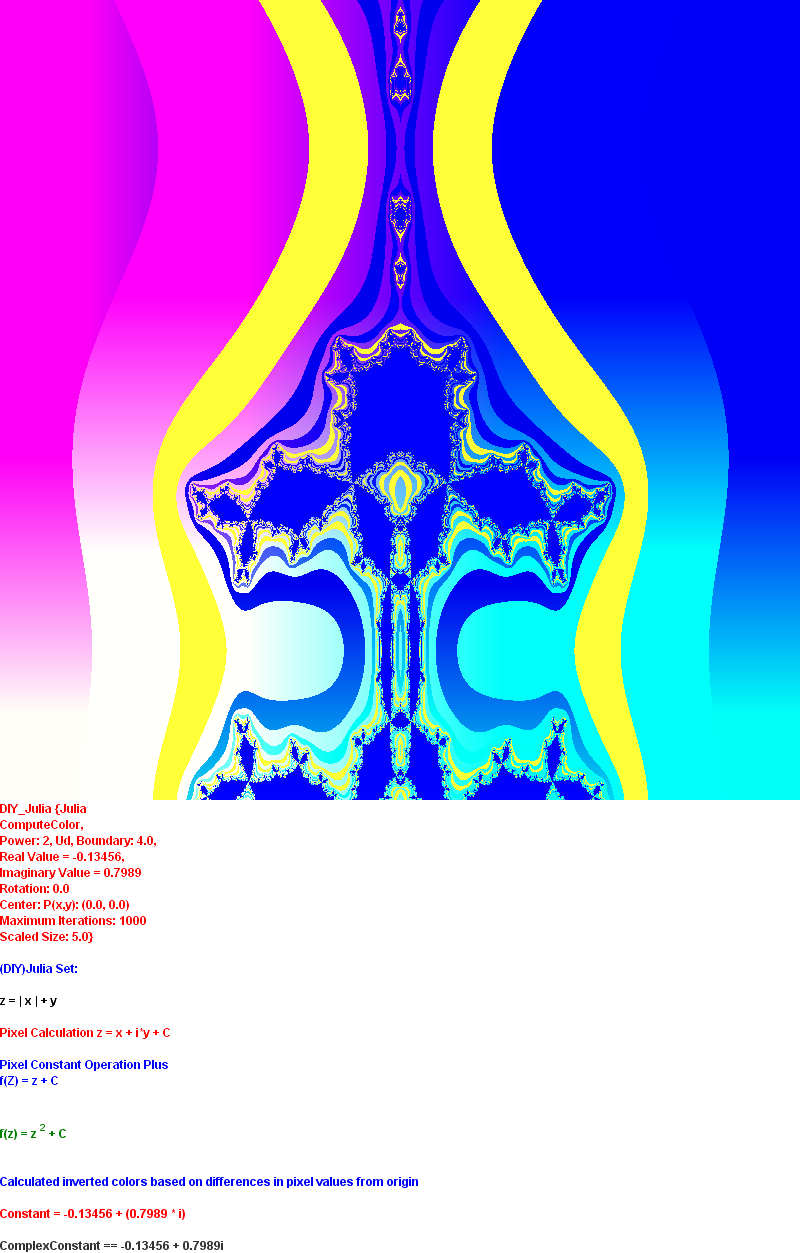 DIY_Julia {Julia
ComputeColor,
Power: 2, Ud, Boundary: 4.0,
Real Value = -0.13456,
Imaginary Value = 0.7989
Rotation: 0.0
Center: P(x,y): (0.0, 0.0)
Maximum Iterations: 1000
Scaled Size: 5.0}
(DIY)Julia Set:
z = | x | + y
Pixel Calculation z = x + i*y + C
Pixel Constant Operation Plus
f(Z) = z + C
f(z) = z 2 + C
Calculated inverted colors based on differences in pixel values from origin
Constant = -0.13456 + (0.7989 * i)
ComplexConstant == -0.13456 + 0.7989i